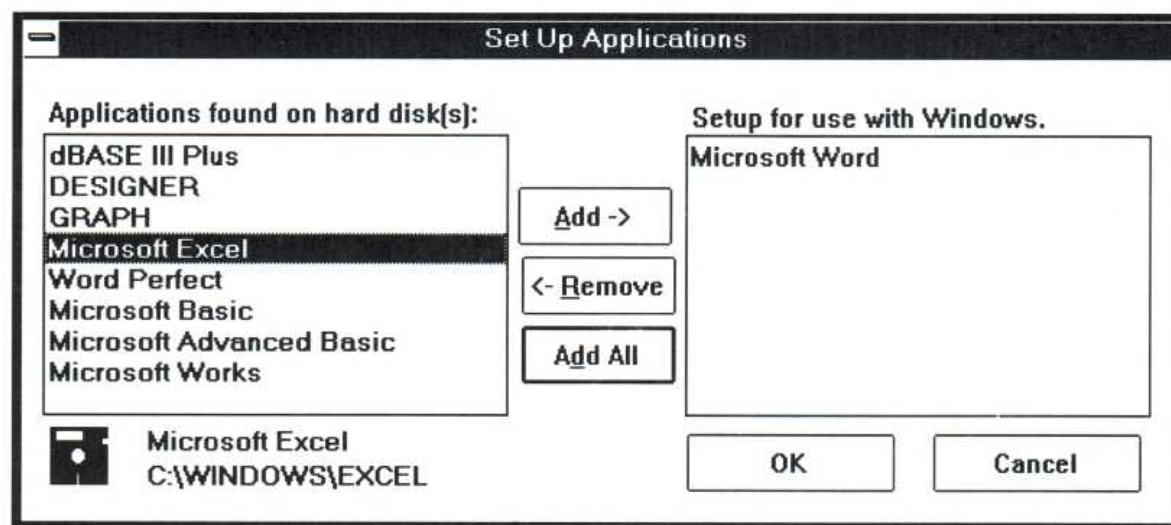 Set Up Applications
Applications found on hard disk(s):
dBASE III Plus
DESIGNER
GRAPH
Microsoft Excel
Word Perfect
Microsoft Basic
Microsoft Advanced Basic
Microsoft Works
Add ->
<- Remove
Add All
Setup for use with Windows.
Microsoft Word
Microsoft Excel
C:\WINDOWS\EXCEL
OK
Cancel